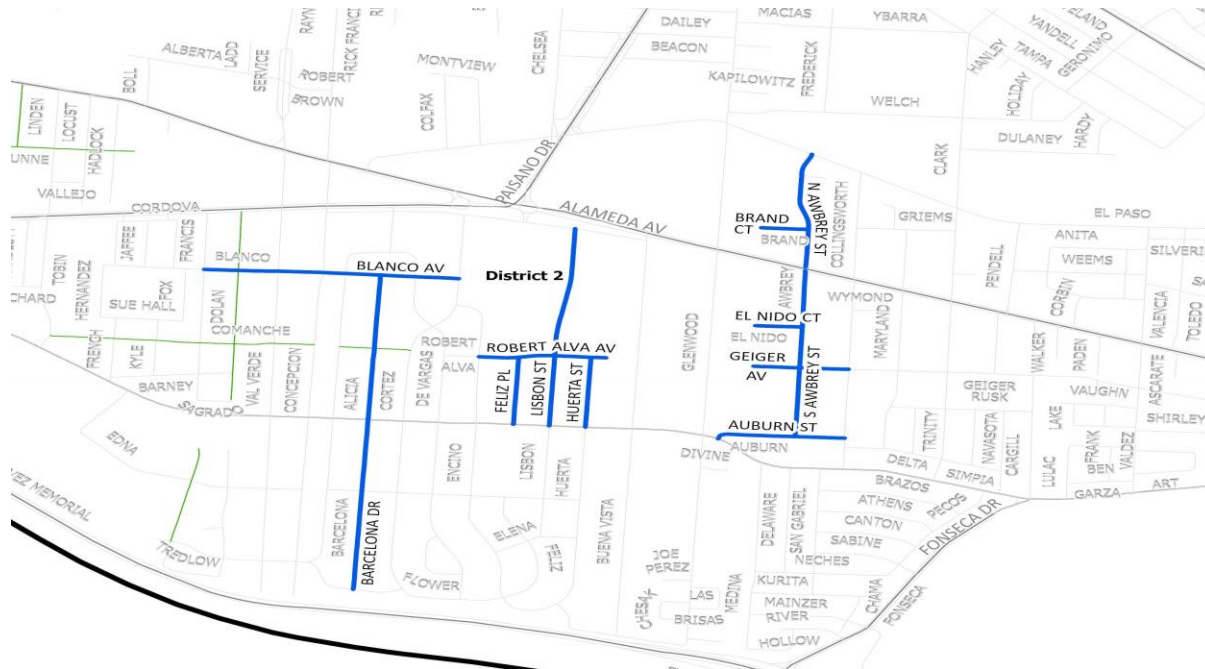 MACIAS
DAILEY
YBARRA
YANDELL
BEACON
TAMPA
GERONIMO
HANLEY
CHELSEA
ALBERTA
LADD
SERVICE
RICK FRANCI
MONTVIEW
KAPILOWITZ
FREDERICK
HOLIDAY
ROBERT
BROWN
BOLL
COLFAX
WELCH
LINDEN
LOCUST
HADLOCK
DULANEY
HARDY
UNNE
CLARK
VALLEJO
PAISANO DR
ALAMEDA AV
CORDOVA
N AWBREY ST
COLLINGSWORTH
BRAND
CT
BRAND
GRIEMS
EL PASO
ANITA
WEEMS
SILVERI
JAFFEE
FRANCIS
BLANCO
BLANCO AV
District 2
TOBIN
HERNANDEZ
PENDELL
CORBIN
VALENCIA
TOLEDO
SA
CHARD
SUE HALL
FOX
DOLAN
AWBREY
WYMOND
MARYLAND
COMANCHE
EL NIDO CT
EL NIDO
FRENCH
KYLE
ROBERT
ALVA
ROBERT ALVA AV
GLENWOOD
GEIGER
AV
WALKER
PADEN
ASCARATE
BARNEY
VAL VERDE
CONCEPCION
ALICIA
CORTEZ
DE VARGAS
FELIZ PL
LISBON ST
HUERTA ST
S AWBREY ST
GEIGER
RUSK
VAUGHN
SAGRADO
AUBURN ST
AUBURN
LAKE
SHIRLEY
EDNA
DIVINE
TRINITY
NAVASOTA
CARGILL
LULAC
FRANK
BEN
VALDEZ
ENCINO
LISBON
HUERTA
DELTA
SIMPIA
BRAZOS
ART
GARZA
VEZ MEMORIAL
BARCELONA
BARCELONA DR
BUENA VISTA
DELAWARE
SAN GABRIEL
ATHENS
PECOS
CANTON
SABINE
FONSECA DR
TREDLOW
ELENA
FLOWER
JOE
PEREZ
NECHES
KURITA
CHAMA
FONSECA
LAS
BRISAS
MEDINA
MAINZER
RIVER
HOLLOW